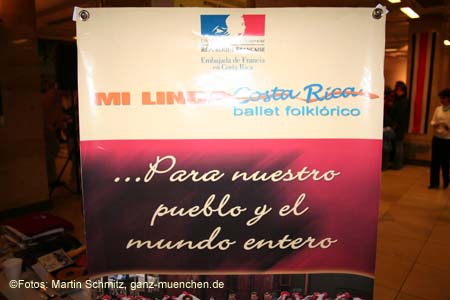 RÉPUBLIQUE FRANÇAISE
Embajada de Francia
en Costa Rica
MI LINDA Costa Rica
ballet folklórico
...Para nuestro
pueblo y el
mundo entero
©Fotos: Martin Schmitz, ganz-muenchen.de